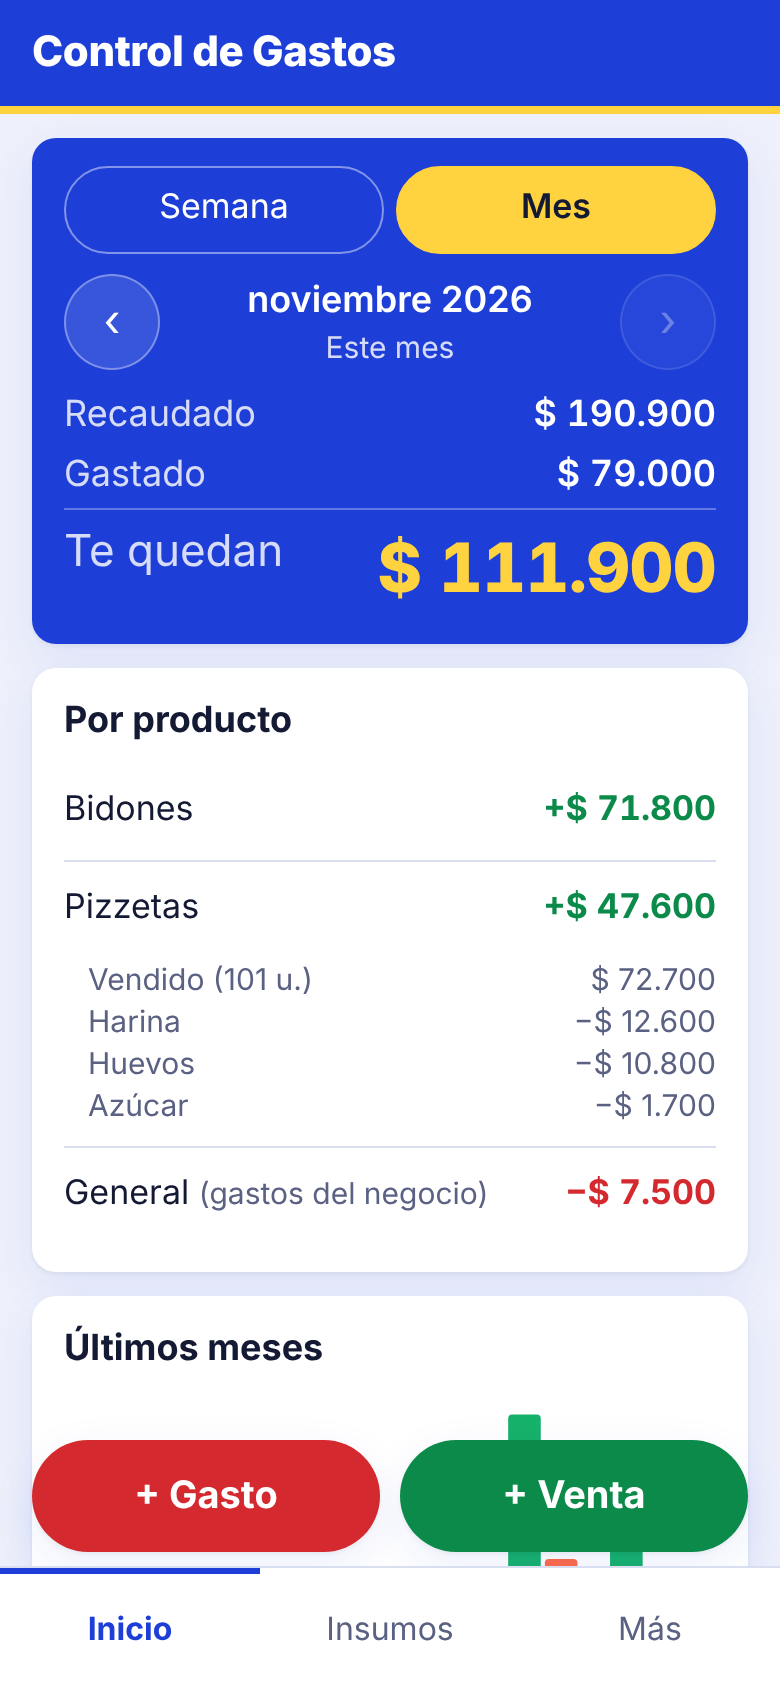 Control de Gastos
Semana
Mes
‹
noviembre 2026
›
Este mes
Recaudado $ 190.900
Gastado $ 79.000
Te quedan $ 111.900
Por producto
Bidones +$ 71.800
Pizzetas +$ 47.600
Vendido (101 u.) $ 72.700
Harina −$ 12.600
Huevos −$ 10.800
Azúcar −$ 1.700
General (gastos del negocio) −$ 7.500
Últimos meses
+ Gasto
+ Venta
Inicio
Insumos
Más